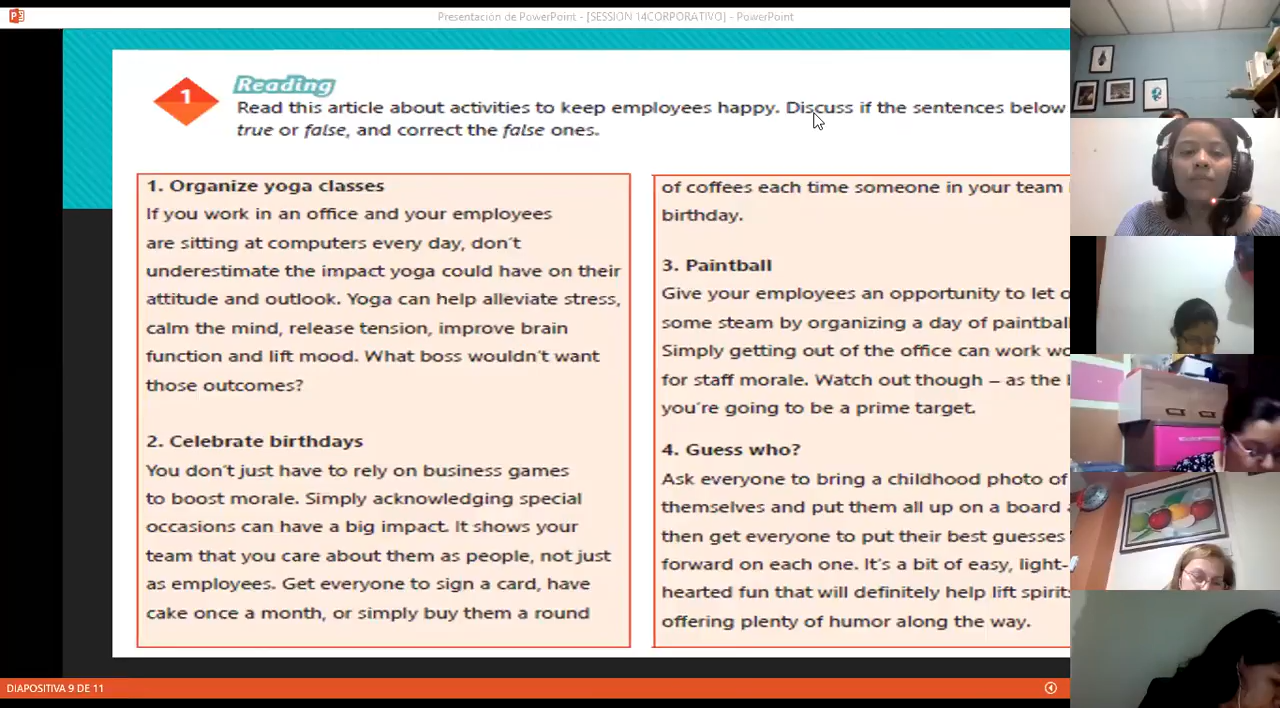 Presentación de PowerPoint - [SESSION 14CORPORATIVO] - PowerPoint
1
Reading
Read this article about activities to keep employees happy. Discuss if the sentences below
true or false, and correct the false ones.
1. Organize yoga classes
If you work in an office and your employees
are sitting at computers every day, don´t
underestimate the impact yoga could have on their
attitude and outlook. Yoga can help alleviate stress,
calm the mind, release tension, improve brain
function and lift mood. What boss wouldn´t want
those outcomes?
2. Celebrate birthdays
You don´t just have to rely on business games
to boost morale. Simply acknowledging special
occasions can have a big impact. It shows your
team that you care about them as people, not just
as employees. Get everyone to sign a card, have
cake once a month, or simply buy them a round
of coffees each time someone in your team
birthday.
3. Paintball
Give your employees an opportunity to let
some steam by organizing a day of paintball
Simply getting out of the office can work
for staff morale. Watch out though – as the
you´re going to be a prime target.
4. Guess who?
Ask everyone to bring a childhood photo of
themselves and put them all up on a board
then get everyone to put their best guesses
forward on each one. It´s a bit of easy, light-
hearted fun that will definitely help lift spirits
offering plenty of humor along the way.
DIAPOSITIVA 9 DE 11